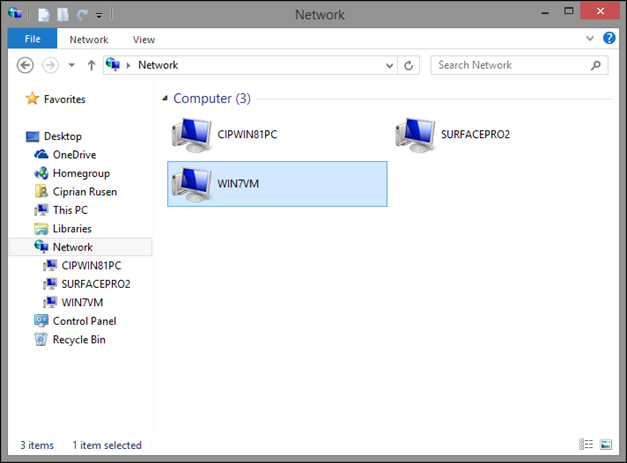 Network
File Network View
Network
Search Network
Favorites
Desktop
OneDrive
Homegroup
Ciprian Rusen
This PC
Libraries
Network
CIPWIN81PC
SURFACEPRO2
WIN7VM
Control Panel
Recycle Bin
Computer (3)
CIPWIN81PC SURFACEPRO2
WIN7VM
3 items 1 item selected